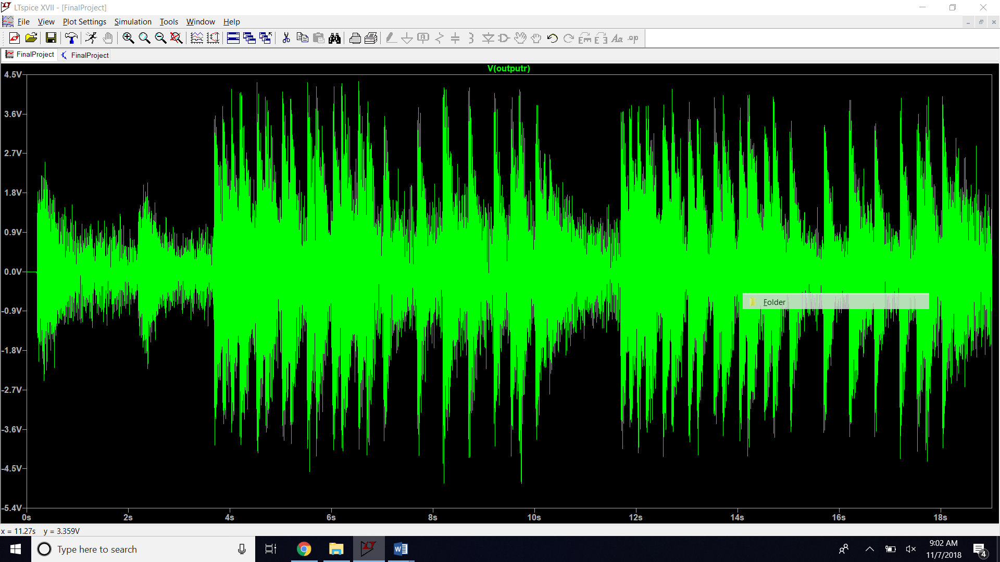 LTspice XVII - [FinalProject]
File View Plot Settings Simulation Tools Window Help
FinalProject FinalProject
V(outputr)
4.5V
3.6V
2.7V
1.8V
0.9V
0.0V
-0.9V
Folder
-1.8V
-2.7V
-3.6V
-4.5V
-5.4V
0s 2s 4s 6s 8s 10s 12s 14s 16s 18s
x = 11.27s y = 3.359V
Type here to search
9:02 AM
11/7/2018
4